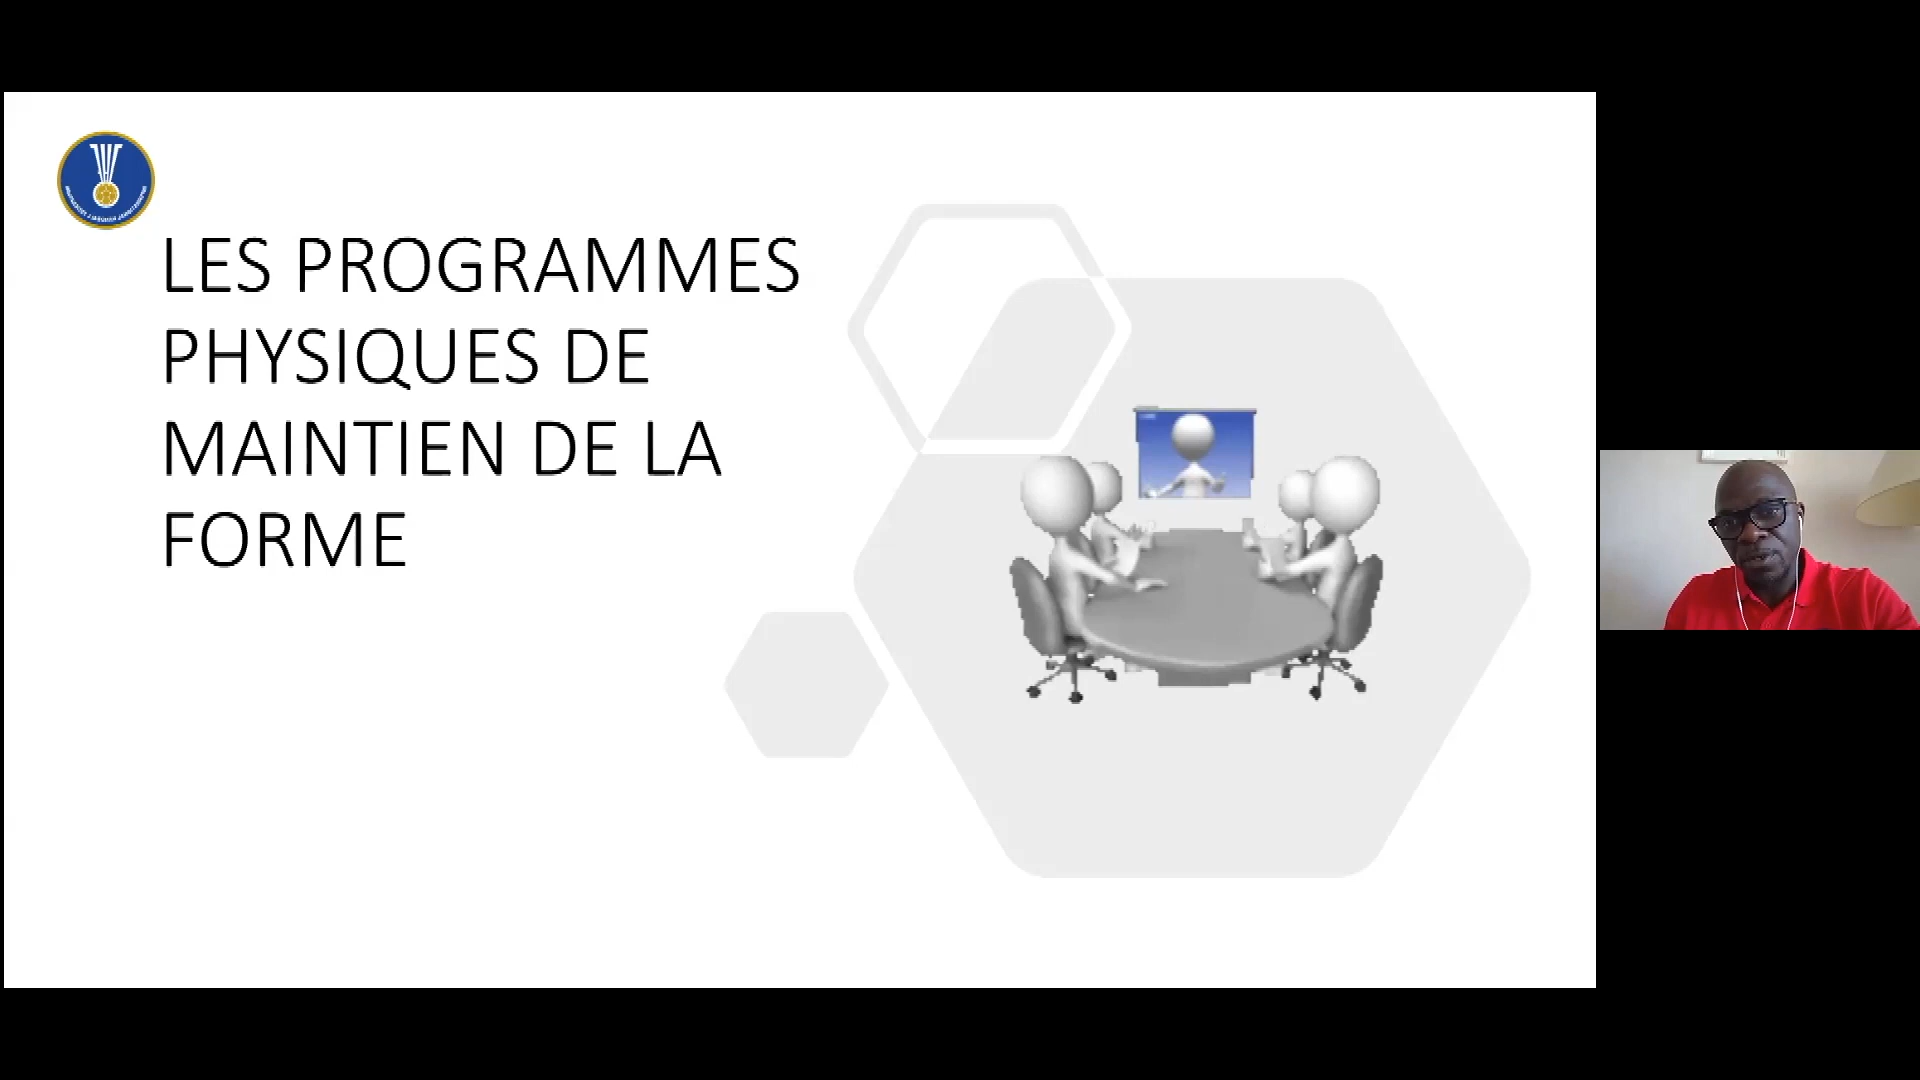 LES PROGRAMMES
PHYSIQUES DE
MAINTIEN DE LA
FORME